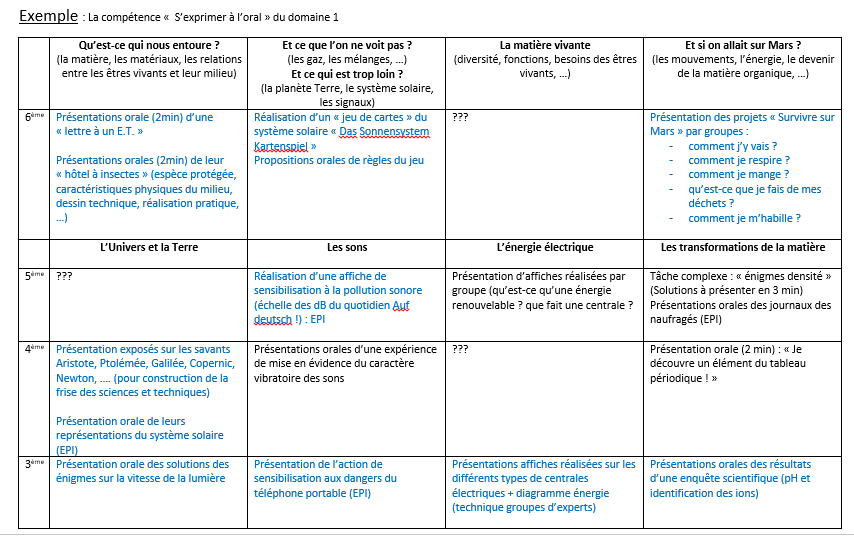 Exemple : La compétence « S'exprimer à l'oral » du domaine 1
Qu'est-ce qui nous entoure ?
(la matière, les matériaux, les relations
entre les êtres vivants et leur milieu)
Et ce que l'on ne voit pas ?
(les gaz, les mélanges, ...)
Et ce qui est trop loin ?
(la planète Terre, le système solaire,
les signaux)
La matière vivante
(diversité, fonctions, besoins des êtres
vivants, ...)
Et si on allait sur Mars ?
(les mouvements, l'énergie, le devenir
de la matière organique, ...)
6ème
Présentations orale (2min) d'une
« lettre à un E.T. »
Présentations orales (2min) de leur
« hôtel à insectes » (espèce protégée,
caractéristiques physiques du milieu,
dessin technique, réalisation pratique,
...)
Réalisation d'un « jeu de cartes » du
système solaire « Das Sonnensystem
Kartenspiel »
Propositions orales de règles du jeu
???
Présentation des projets « Survivre sur
Mars » par groupes :
- comment j'y vais ?
- comment je respire ?
- comment je mange ?
- qu'est-ce que je fais de mes
déchets ?
- comment je m'habille ?
L'Univers et la Terre
Les sons
L'énergie électrique
Les transformations de la matière
5ème
???
Réalisation d'une affiche de
sensibilisation à la pollution sonore
(échelle des dB du quotidien Auf
deutsch !) : EPI
Présentation d'affiches réalisées par
groupe (qu'est-ce qu'une énergie
renouvelable ? que fait une centrale ?
Tâche complexe : « énigmes densité »
(Solutions à présenter en 3 min)
Présentations orales des journaux des
naufragés (EPI)
4ème
Présentation exposés sur les savants
Aristote, Ptolémée, Galilée, Copernic,
Newton, .... (pour construction de la
frise des sciences et techniques)
Présentation orale de leurs
représentations du système solaire
(EPI)
Présentations orales d'une expérience
de mise en évidence du caractère
vibratoire des sons
???
Présentation orale (2 min) : « Je
découvre un élément du tableau
périodique ! »
3ème
Présentation orale des solutions des
énigmes sur la vitesse de la lumière
Présentation de l'action de
sensibilisation aux dangers du
téléphone portable (EPI)
Présentations affiches réalisées sur les
différents types de centrales
électriques + diagramme énergie
(technique groupes d'experts)
Présentations orales des résultats
d'une enquête scientifique (pH et
identification des ions)